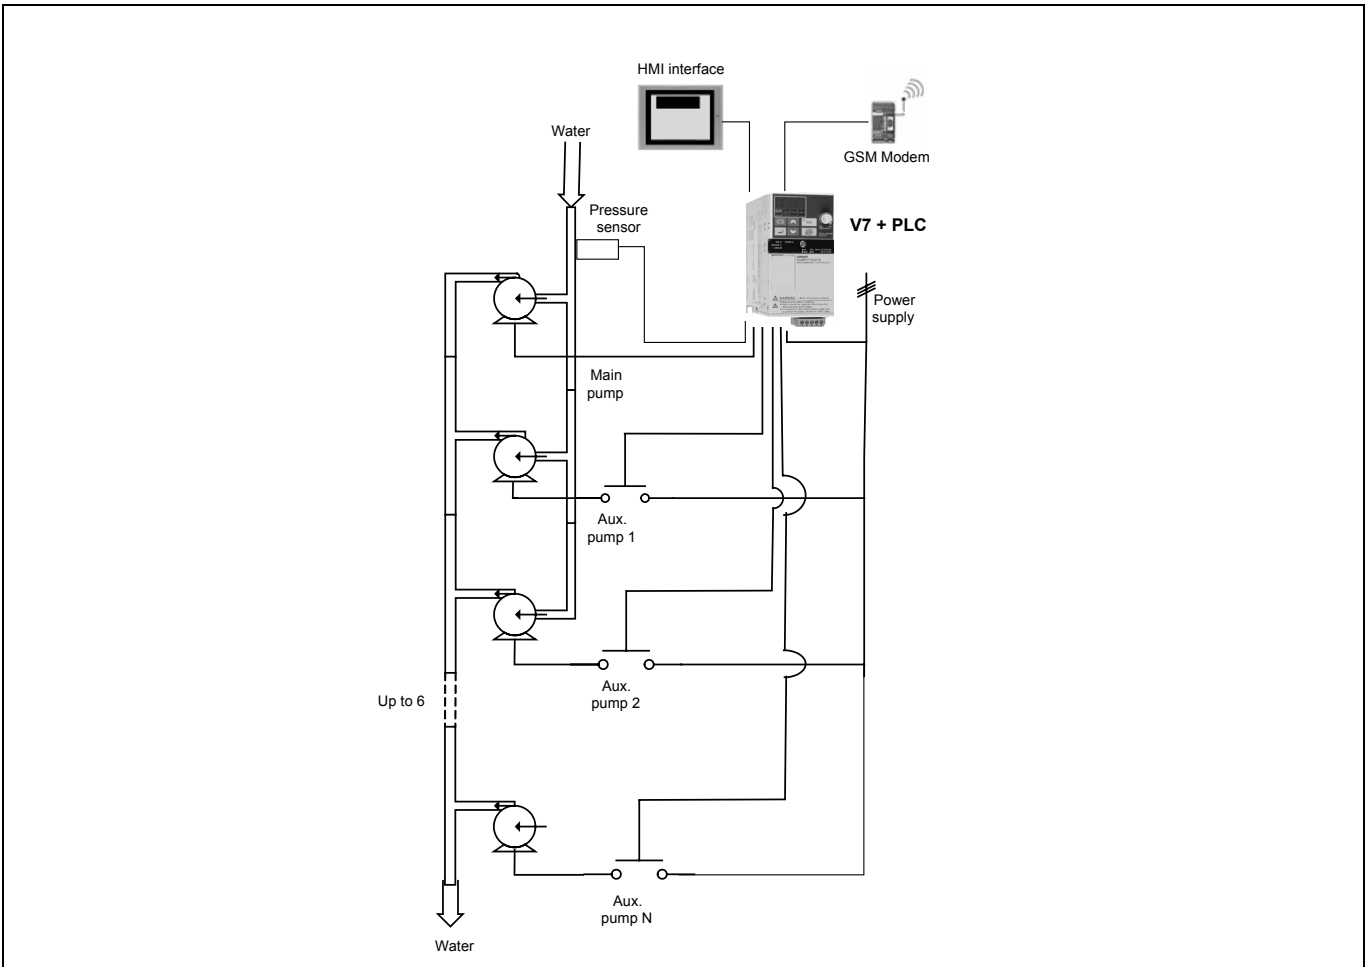 HMI interface
Water
GSM Modem
Pressure
sensor
V7 + PLC
Power
supply
Main
pump
Aux.
pump 1
Aux.
pump 2
Up to 6
Aux.
pump N
Water